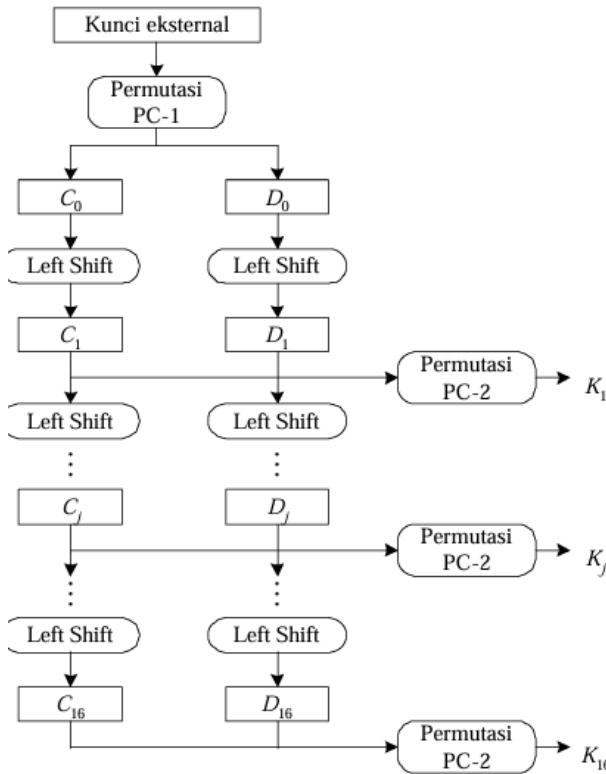 Kunci eksternal
Permutasi
PC-1
C₀ D₀
Left Shift Left Shift
C₁ D₁
Permutasi
PC-2
K₁
Left Shift Left Shift
Cⱼ Dⱼ
Permutasi
PC-2
Kⱼ
Left Shift Left Shift
C₁₆ D₁₆
Permutasi
PC-2
K₁₆